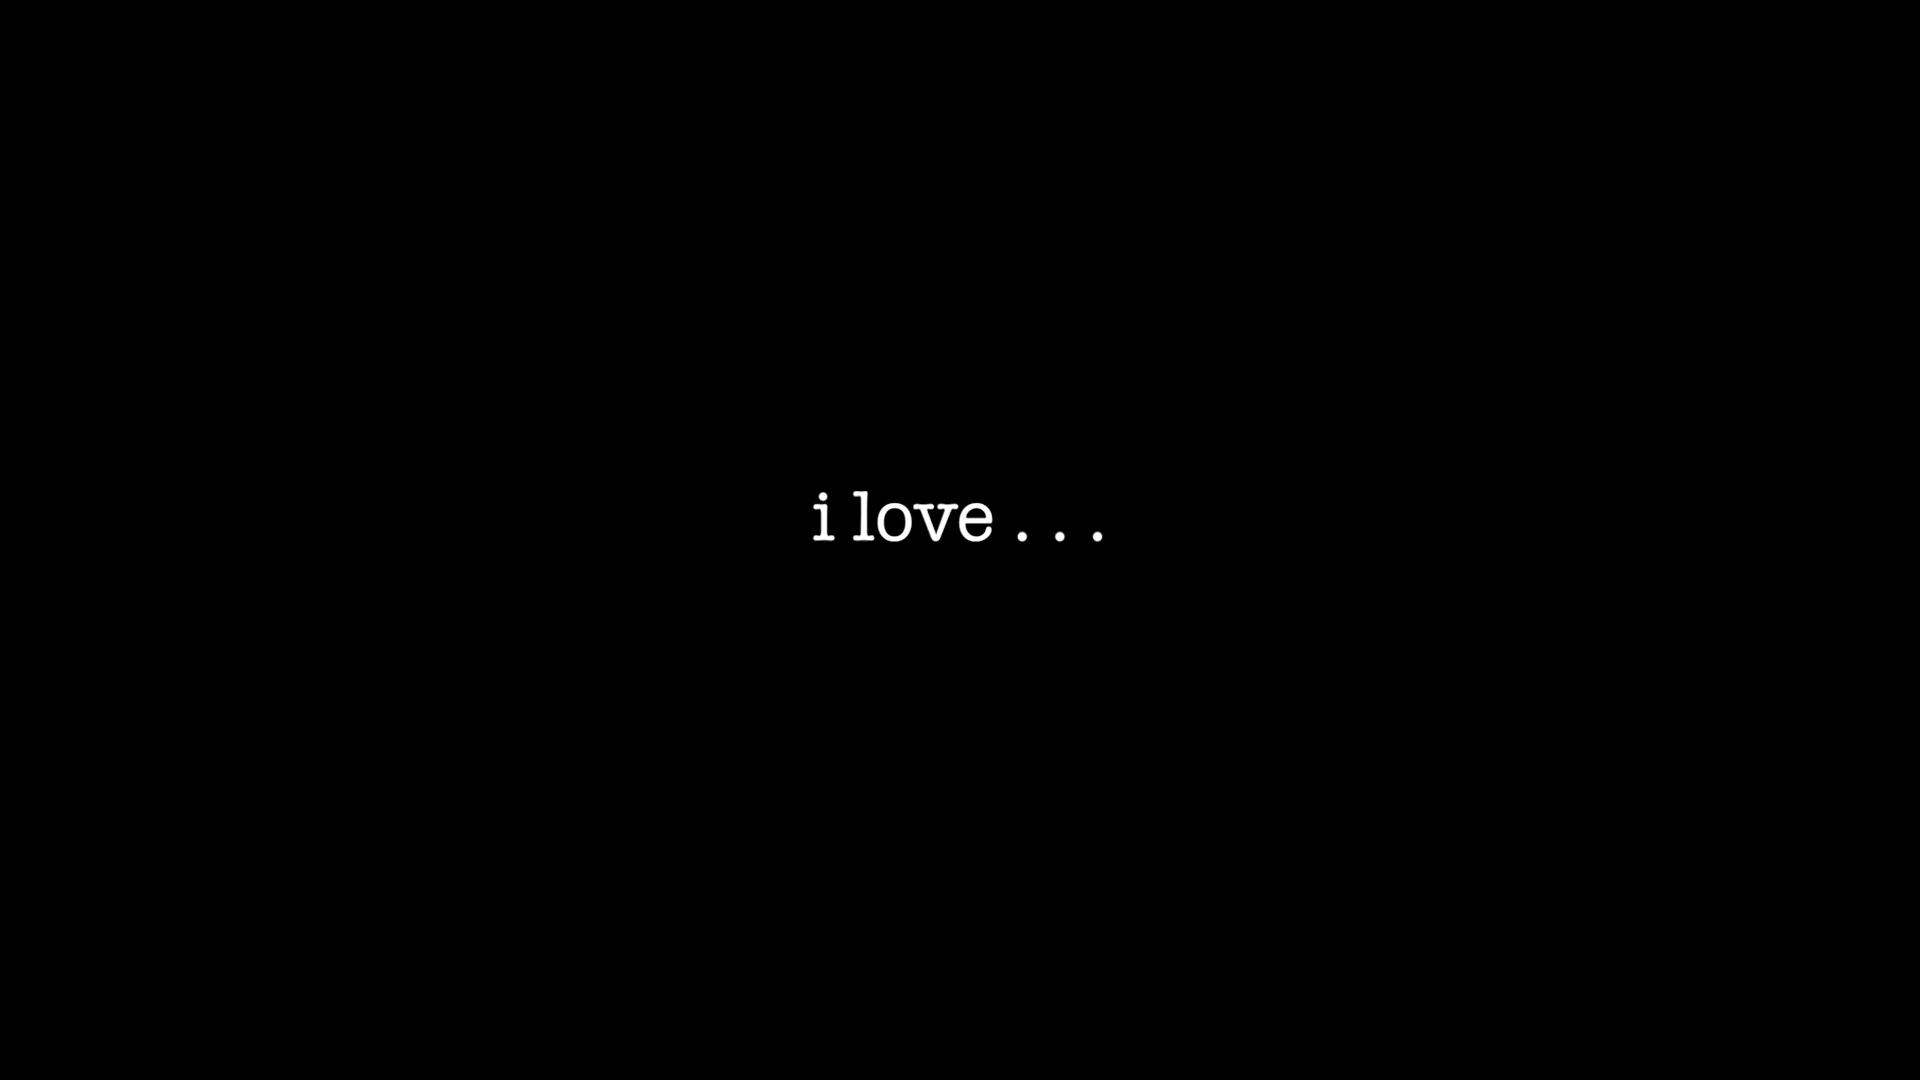 i love . . .